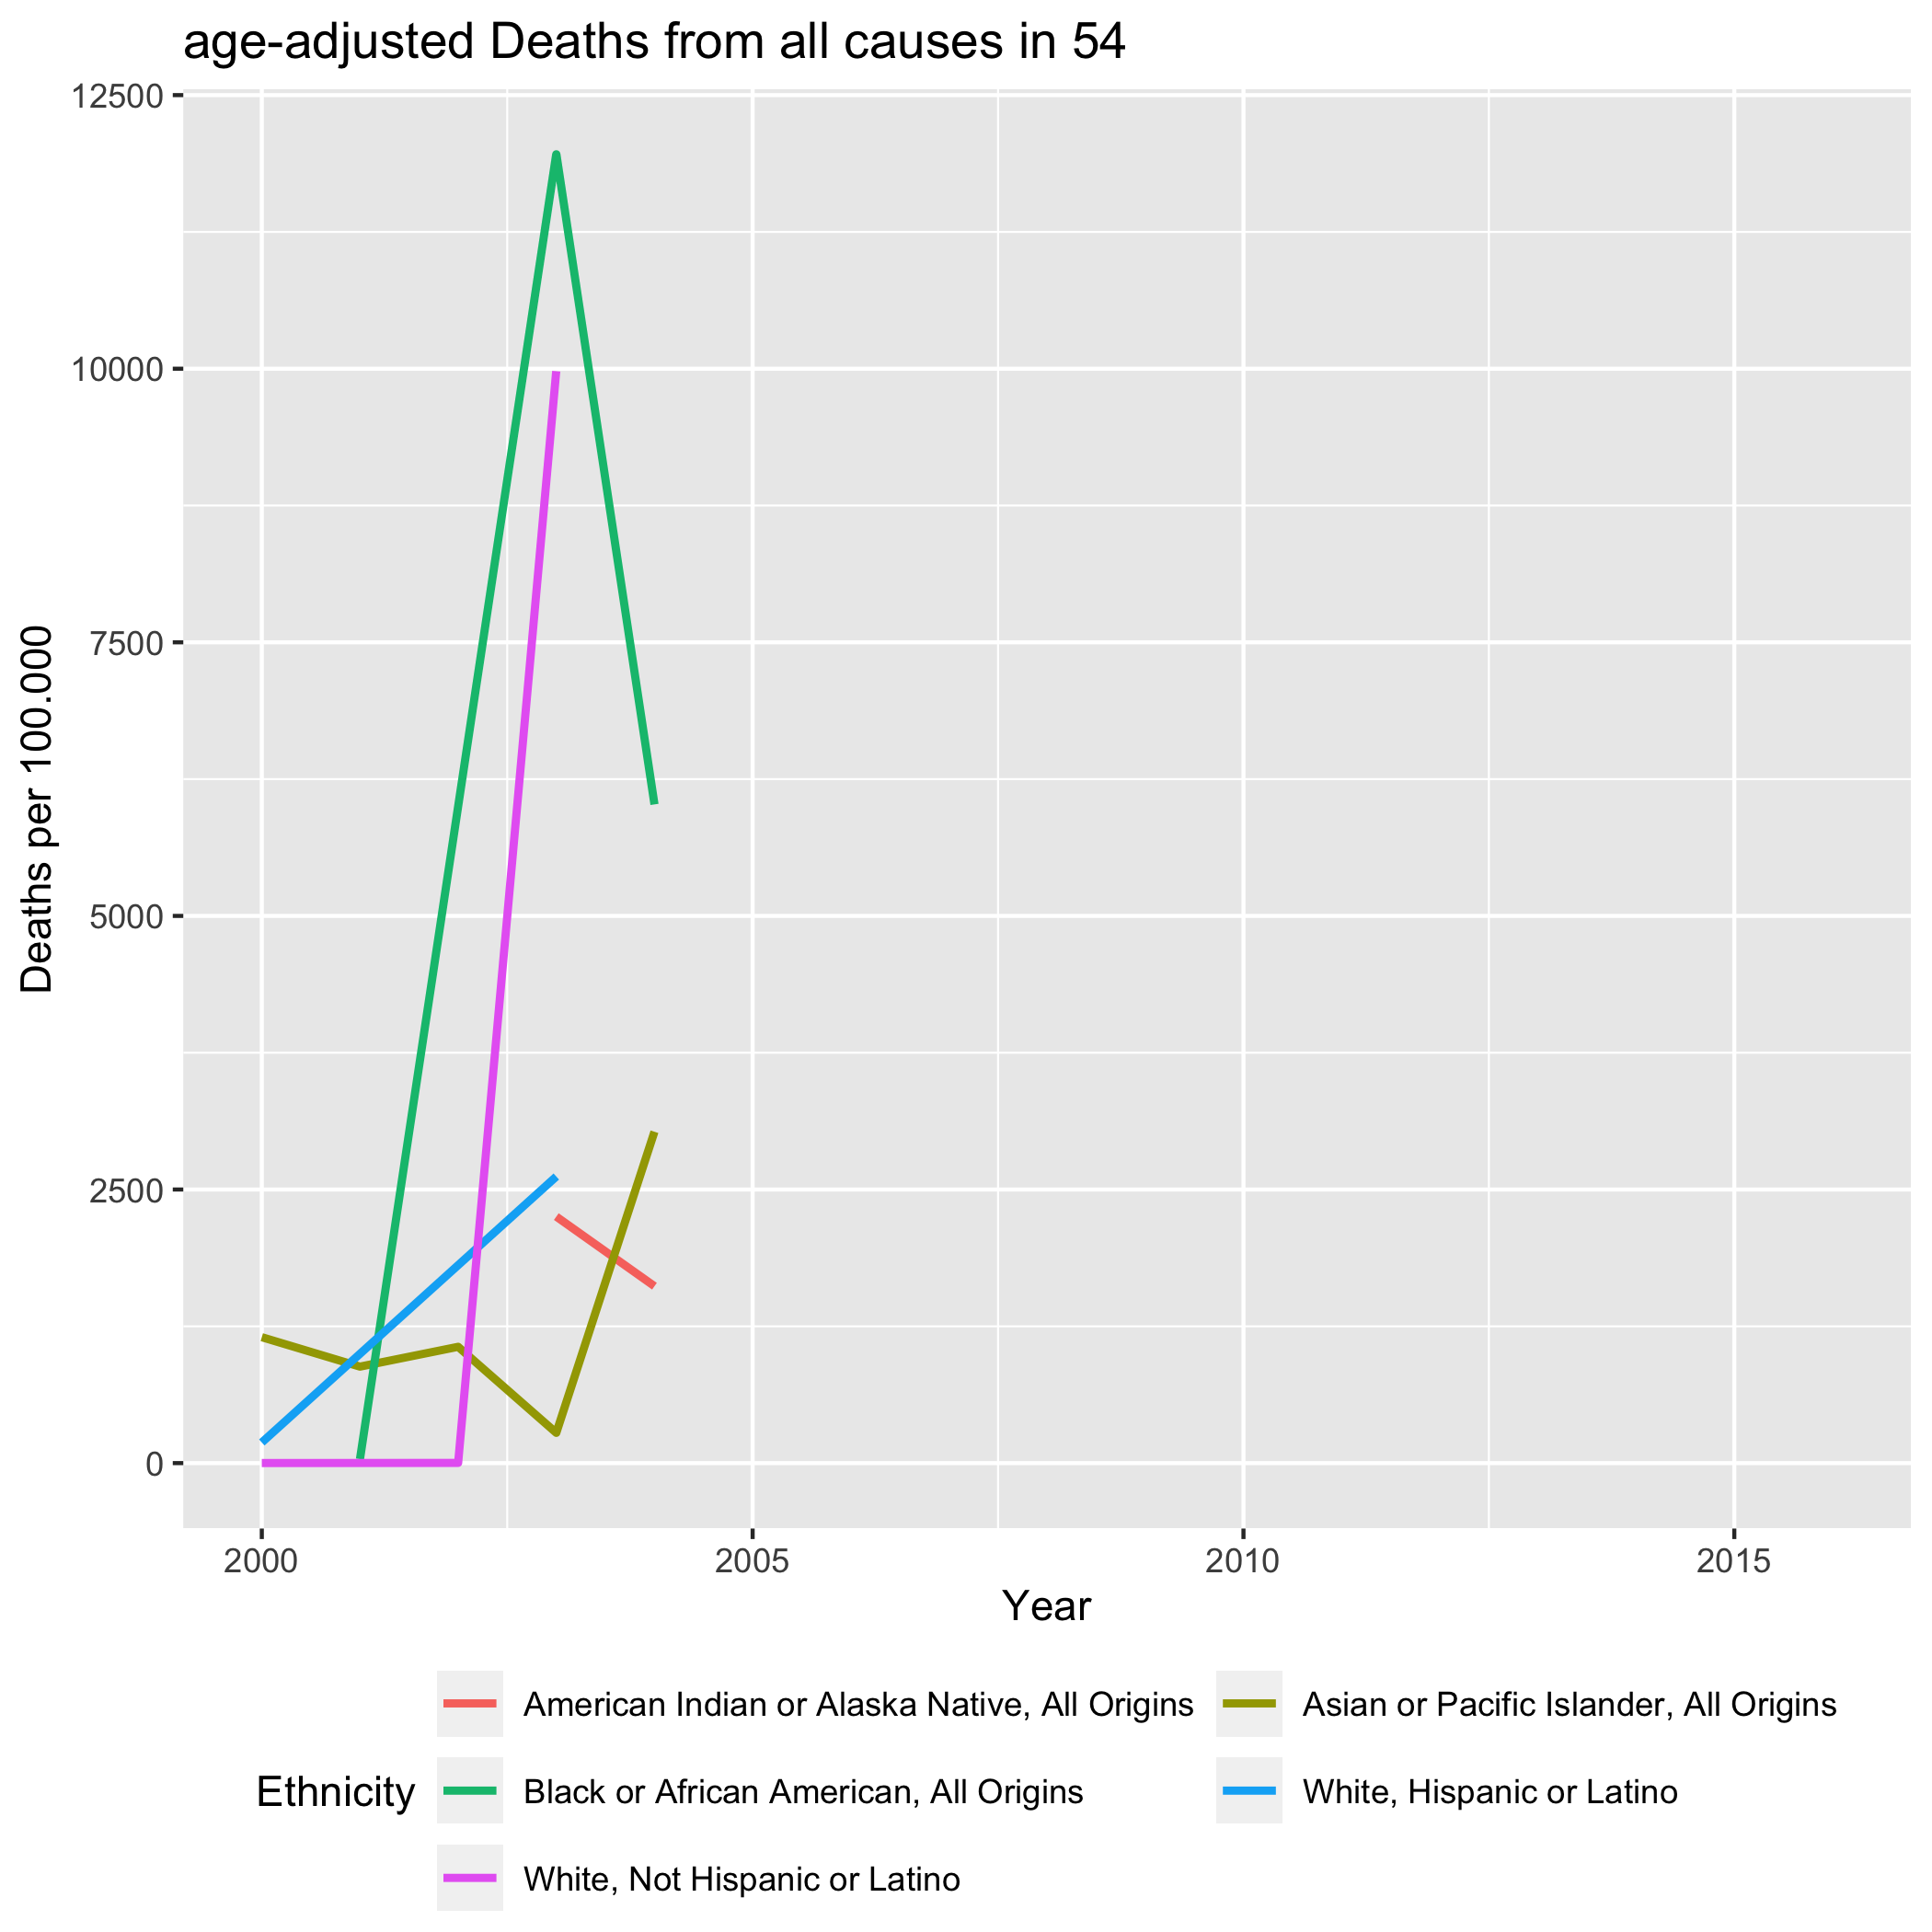 age-adjusted Deaths from all causes in 54
12500
10000
7500
5000
2500
0
Deaths per 100.000
2000 2005 2010 2015
Year
Ethnicity
American Indian or Alaska Native, All Origins
Asian or Pacific Islander, All Origins
Black or African American, All Origins
White, Hispanic or Latino
White, Not Hispanic or Latino